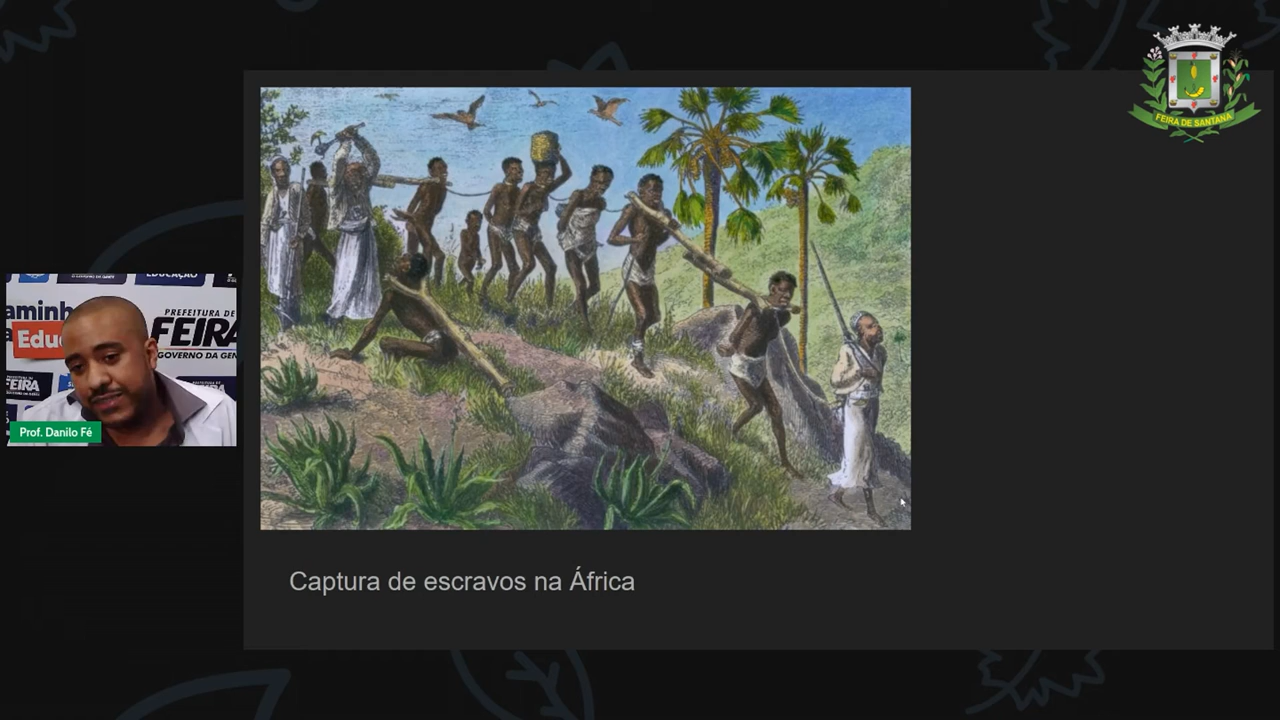 FEIRA DE SANTANA
EDUCAÇÃO
aminh
Edu
PREFEITURA DE
FEIRA
GOVERNO DA GEN
FEIRA
Prof. Danilo Fé
Captura de escravos na África